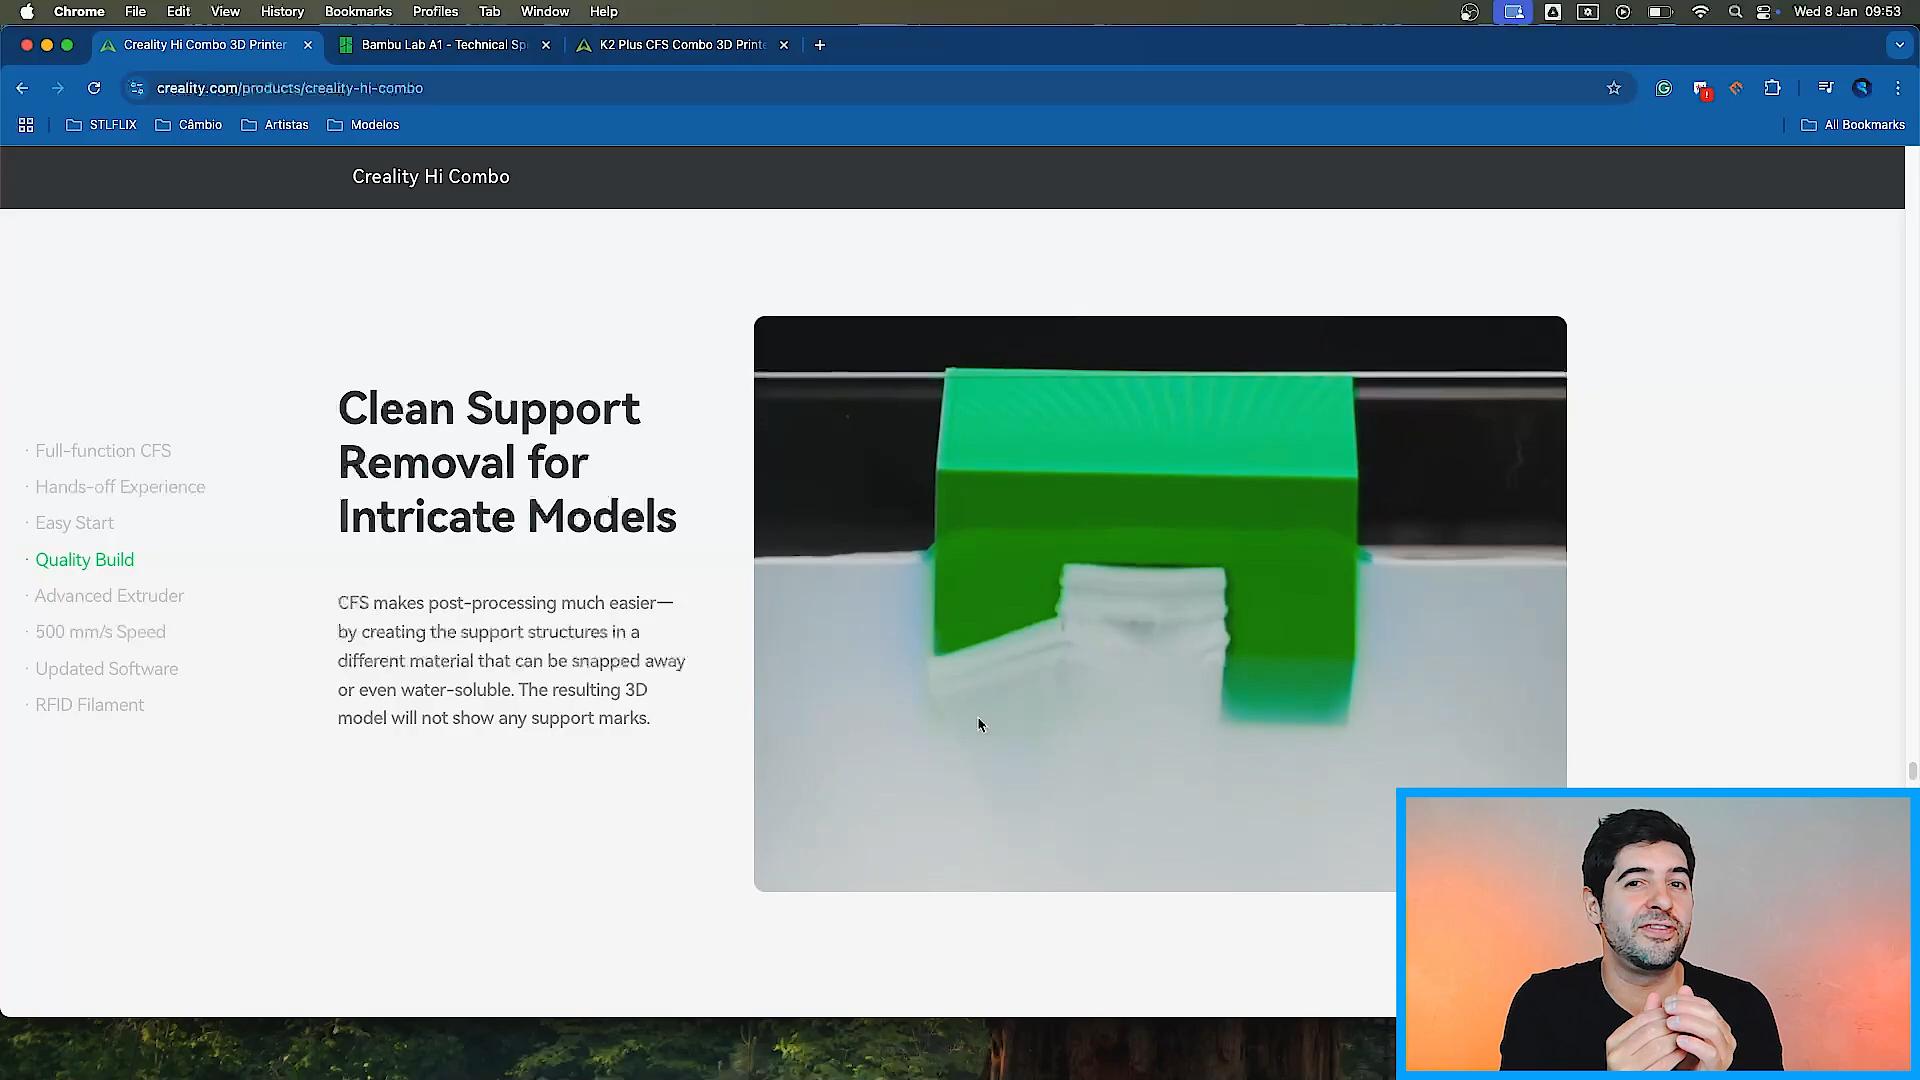 Chrome File Edit View History Bookmarks Profiles Tab Window Help Wed 8 Jan 09:53
Creality Hi Combo 3D Printer
Bambu Lab A1 - Technical Sp
K2 Plus CFS Combo 3D Printe
creality.com/products/creality-hi-combo
STLFLIX Câmbio Artistas Modelos All Bookmarks
Creality Hi Combo
· Full-function CFS
· Hands-off Experience
· Easy Start
· Quality Build
· Advanced Extruder
· 500 mm/s Speed
· Updated Software
· RFID Filament
Clean Support
Removal for
Intricate Models
CFS makes post-processing much easier—
by creating the support structures in a
different material that can be snapped away
or even water-soluble. The resulting 3D
model will not show any support marks.